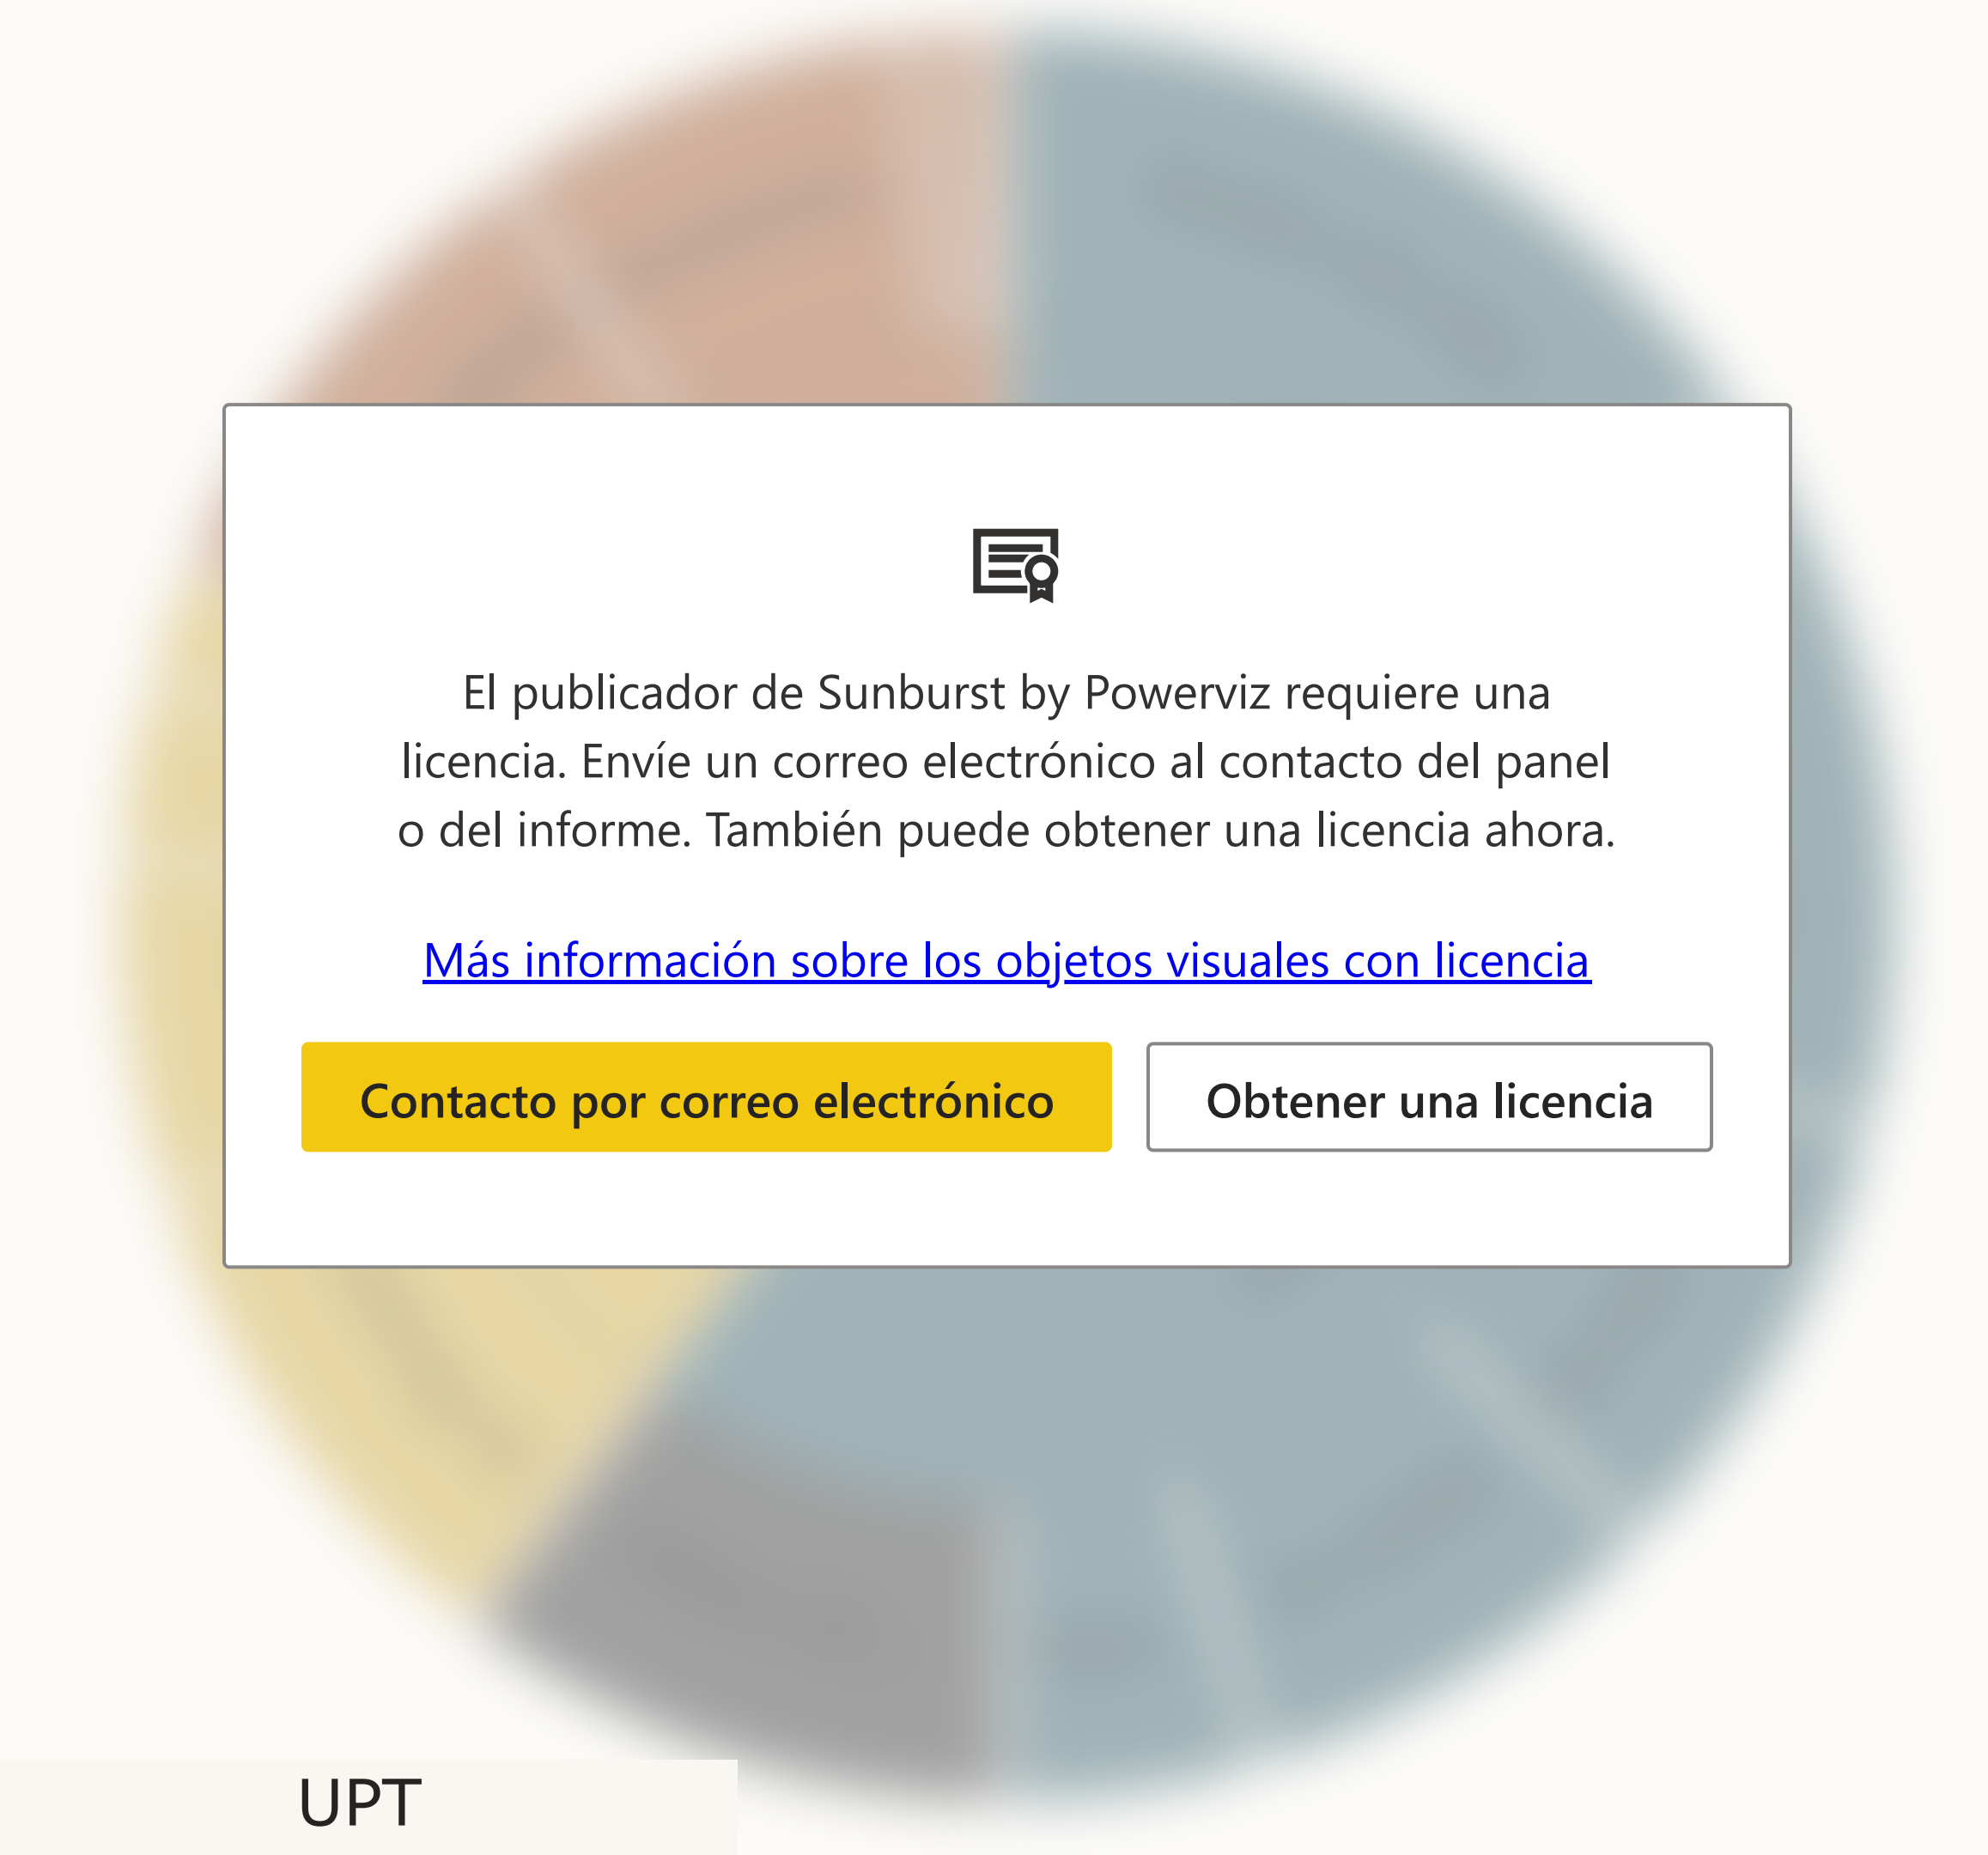 El publicador de Sunburst by Powerviz requiere una
licencia. Envíe un correo electrónico al contacto del panel
o del informe. También puede obtener una licencia ahora.
Más información sobre los objetos visuales con licencia
Contacto por correo electrónico
Obtener una licencia
UPT